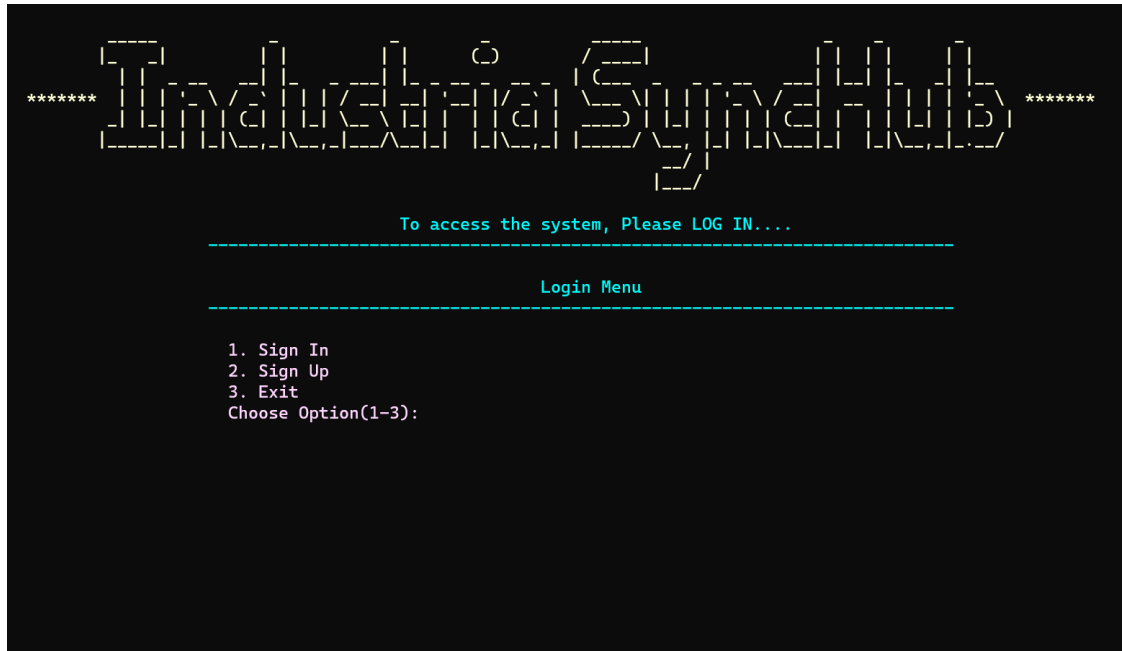 ******* Industria SyncHub *******
To access the system, Please LOG IN....
Login Menu
1. Sign In
2. Sign Up
3. Exit
Choose Option(1-3):